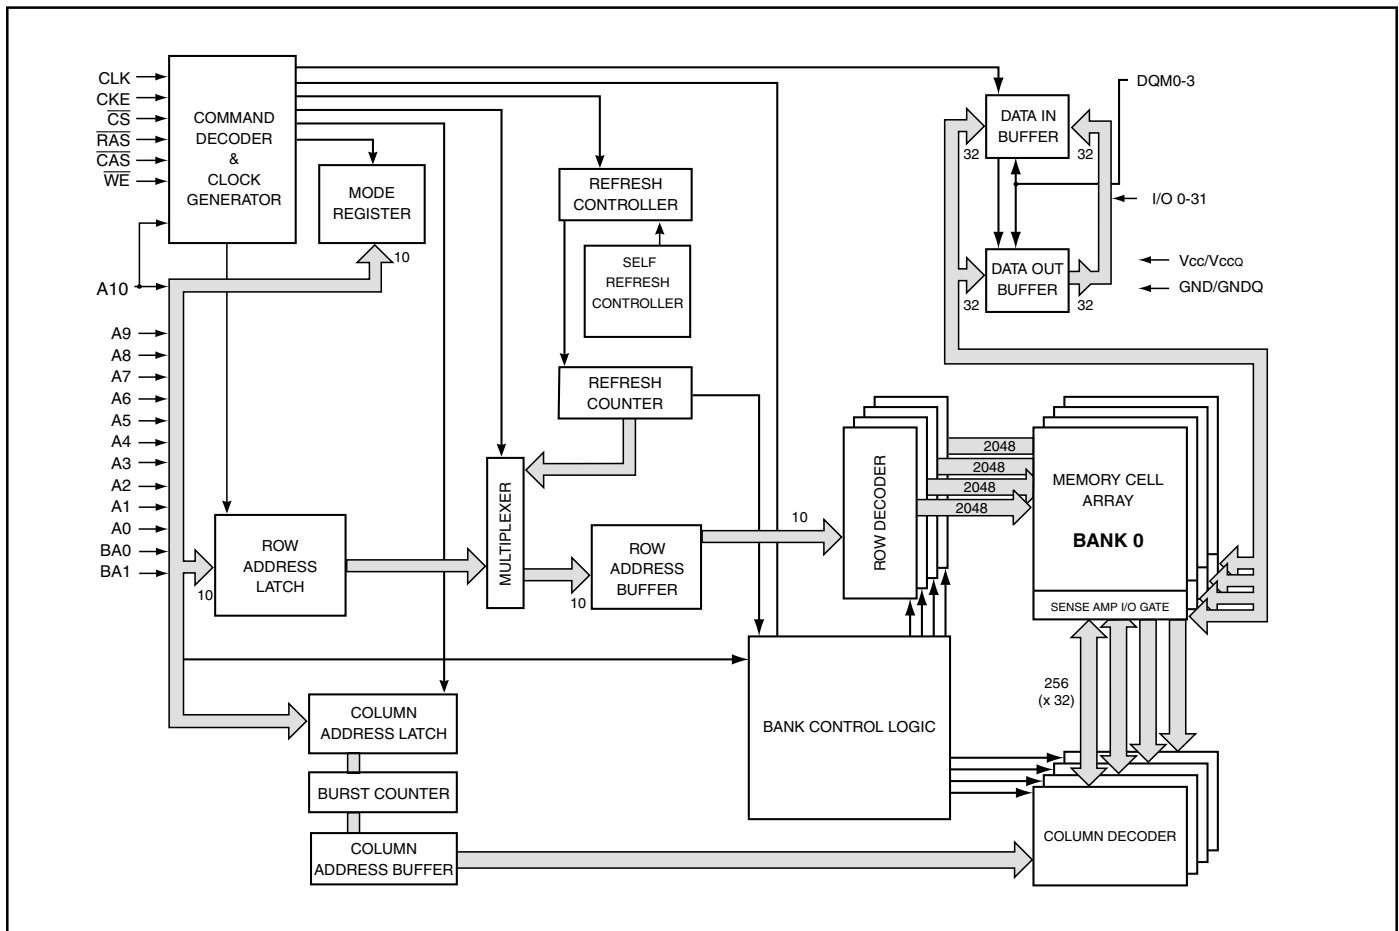 CLK
CKE
CS
RAS
CAS
WE
A10
A9
A8
A7
A6
A5
A4
A3
A2
A1
A0
BA0
BA1
COMMAND
DECODER
&
CLOCK
GENERATOR
MODE
REGISTER
10
REFRESH
CONTROLLER
SELF
REFRESH
CONTROLLER
REFRESH
COUNTER
DATA IN
BUFFER
32
32
DATA OUT
BUFFER
32
32
DQM0-3
I/O 0-31
Vcc/VccQ
GND/GNDQ
10
ROW
ADDRESS
LATCH
MULTIPLEXER
10
ROW
ADDRESS
BUFFER
10
ROW DECODER
2048
2048
2048
2048
MEMORY CELL
ARRAY
BANK 0
SENSE AMP I/O GATE
256
(x 32)
COLUMN
ADDRESS LATCH
BURST COUNTER
COLUMN
ADDRESS BUFFER
BANK CONTROL LOGIC
COLUMN DECODER